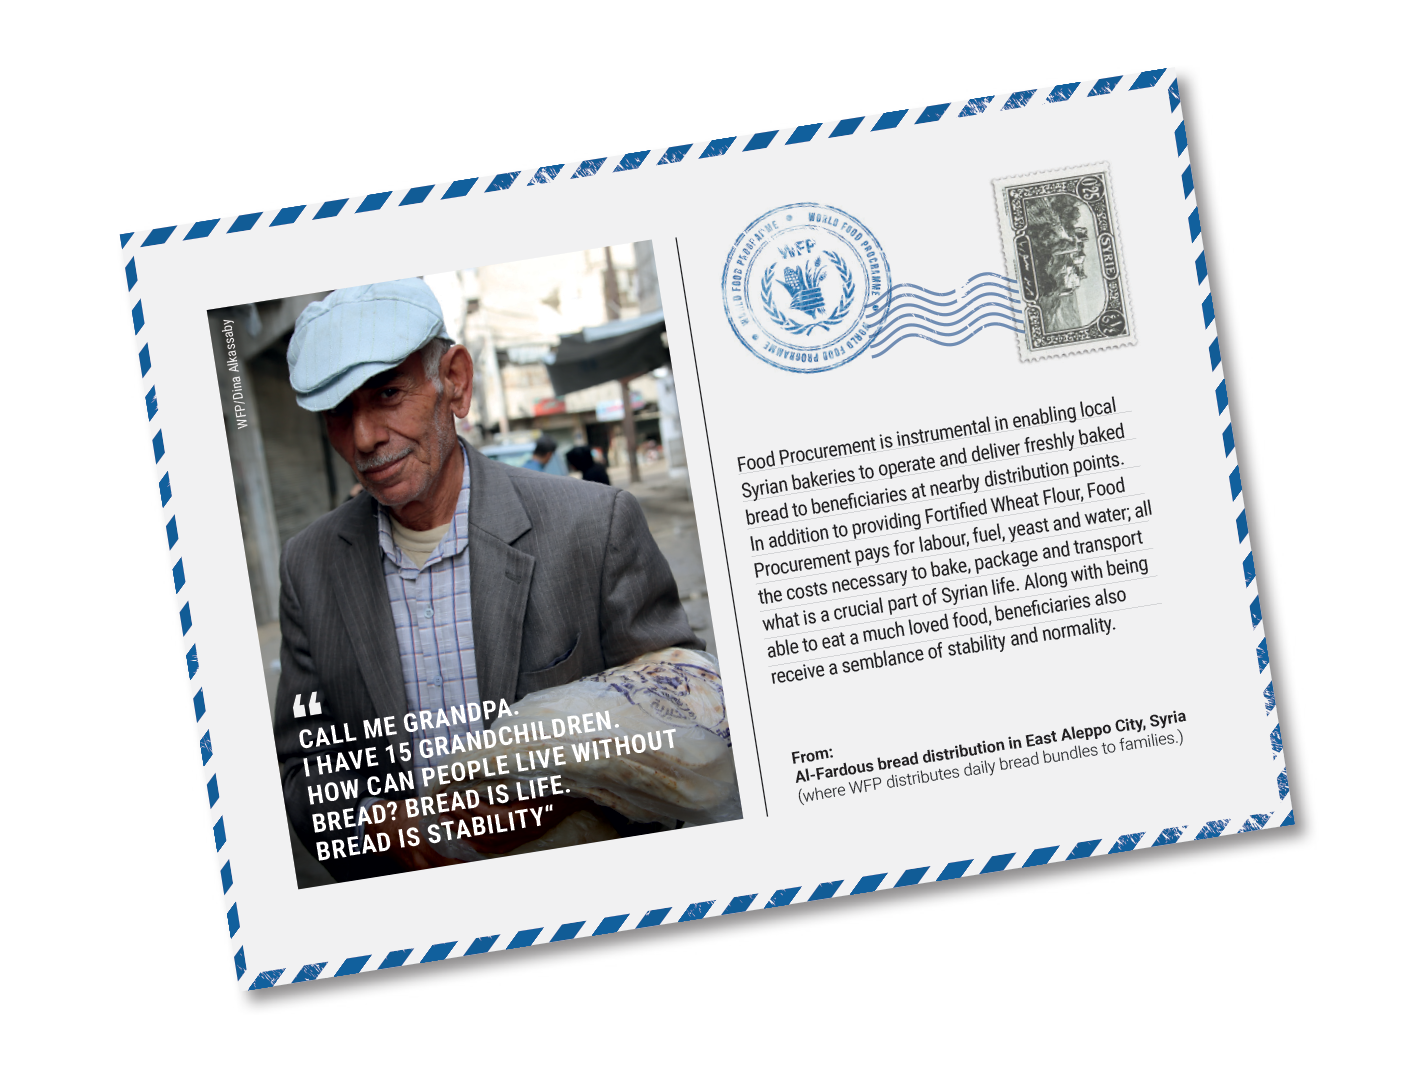 WFP/Dina Alkassaby
“
CALL ME GRANDPA.
I HAVE 15 GRANDCHILDREN.
HOW CAN PEOPLE LIVE WITHOUT
BREAD? BREAD IS LIFE.
BREAD IS STABILITY“
WORLD FOOD PROGRAMME
WORLD FOOD PROGRAMME
WORLD FOOD PROGRAMME
WFP
SYRIE
Food Procurement is instrumental in enabling local
Syrian bakeries to operate and deliver freshly baked
bread to beneficiaries at nearby distribution points.
In addition to providing Fortified Wheat Flour, Food
Procurement pays for labour, fuel, yeast and water; all
the costs necessary to bake, package and transport
what is a crucial part of Syrian life. Along with being
able to eat a much loved food, beneficiaries also
receive a semblance of stability and normality.
From:
Al-Fardous bread distribution in East Aleppo City, Syria
(where WFP distributes daily bread bundles to families.)